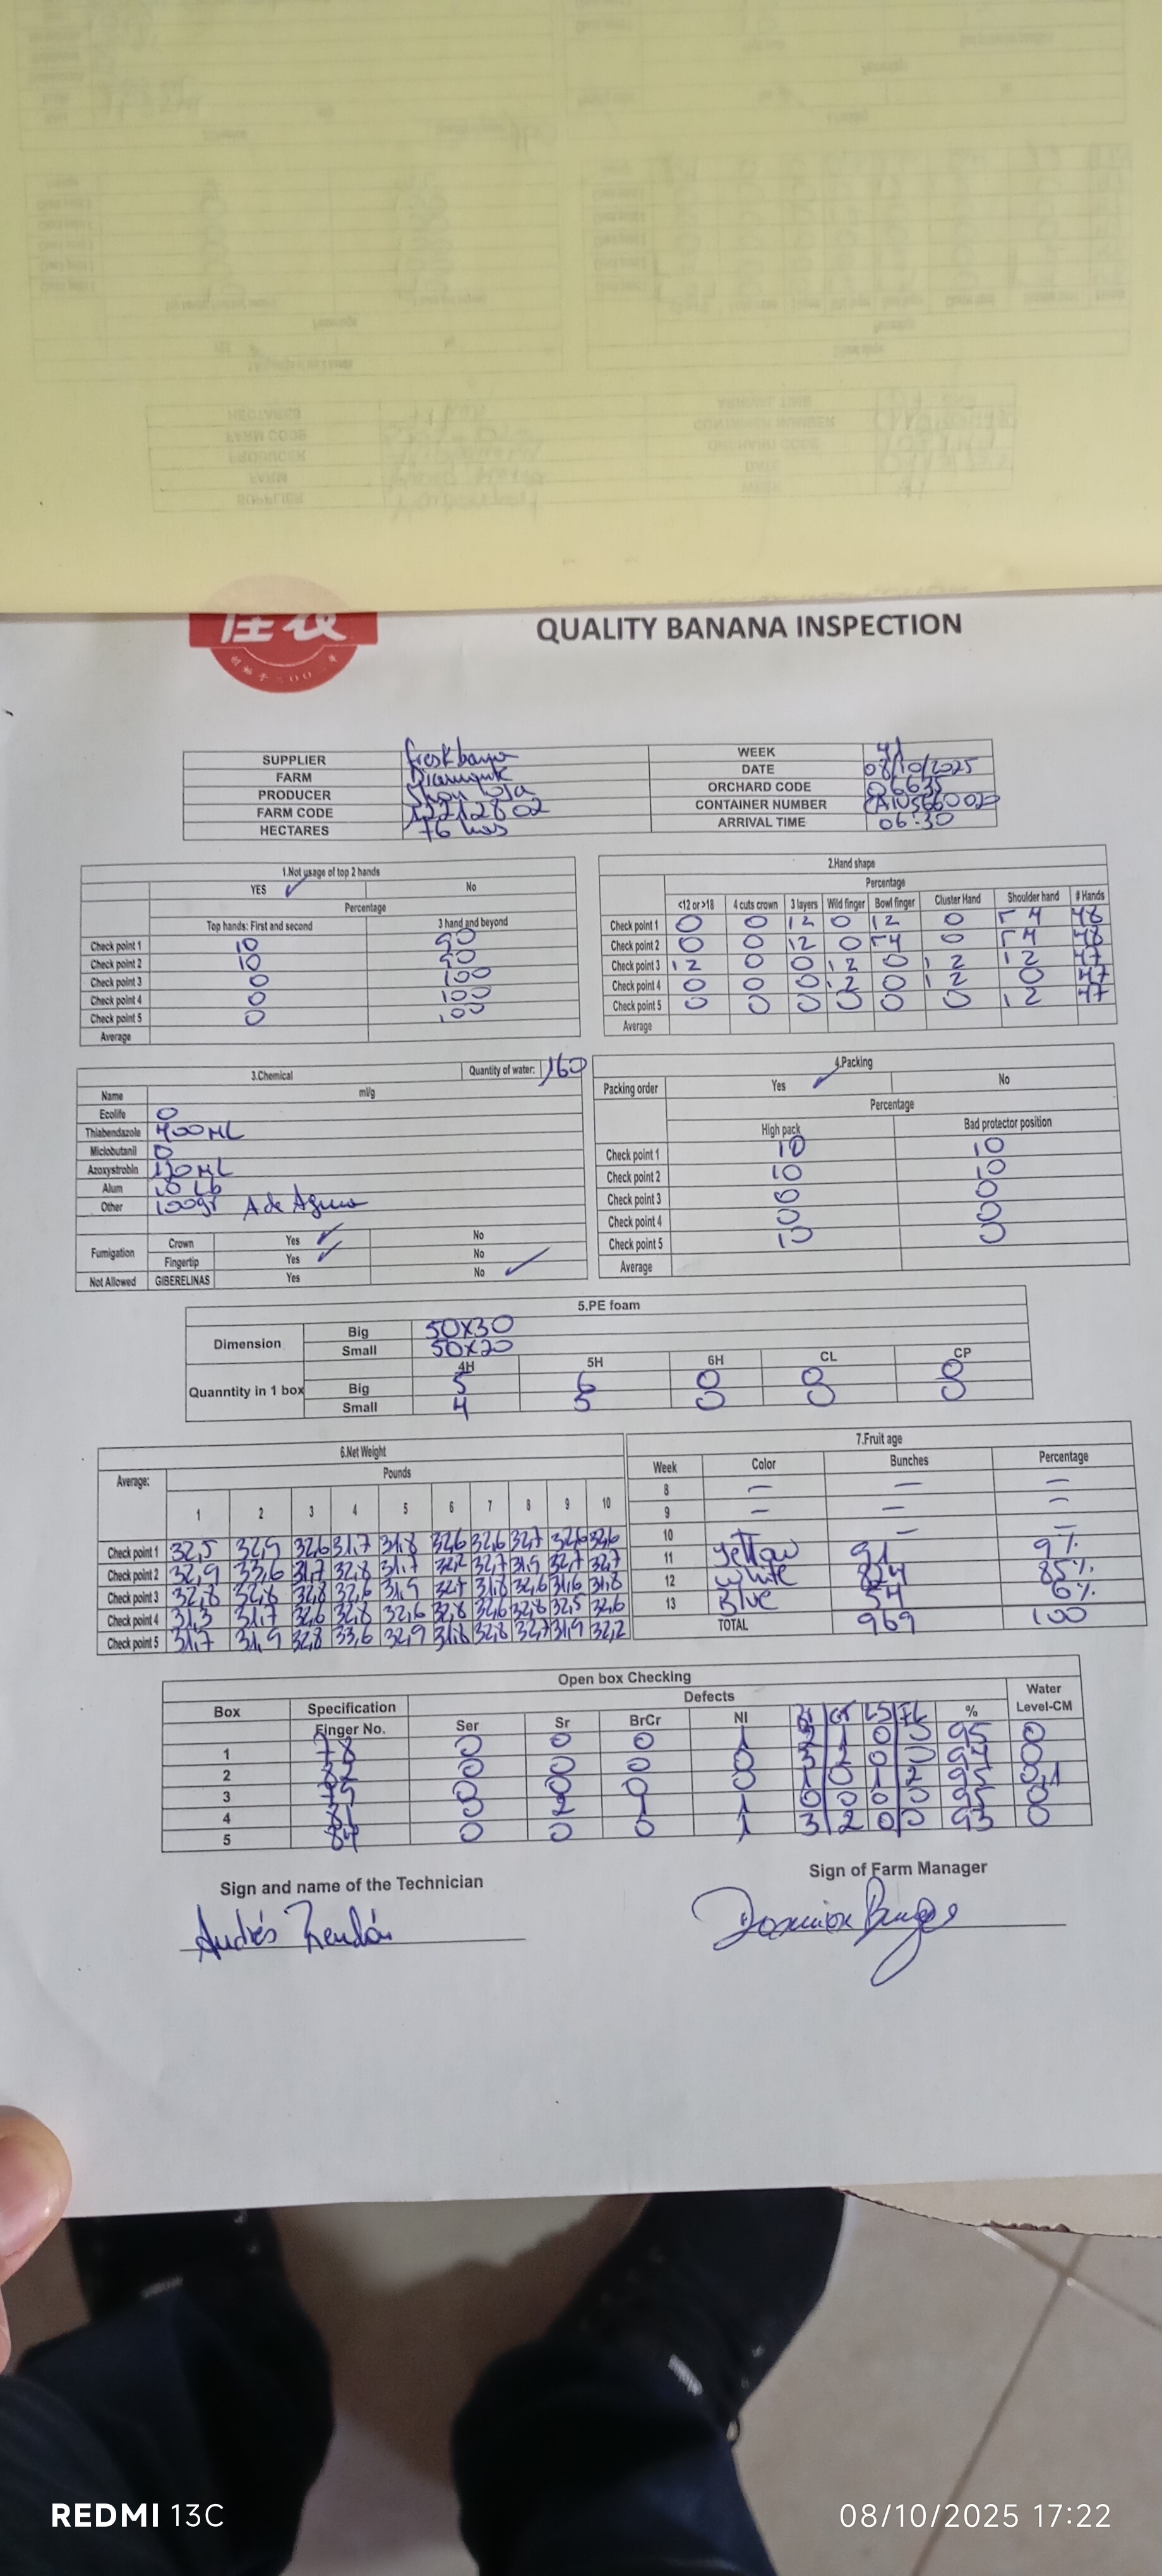 QUALITY BANANA INSPECTION
SUPPLIER WEEK 41
FARM DATE 08/10/2025
PRODUCER ORCHARD CODE 06635
FARM CODE 12212802 CONTAINER NUMBER
HECTARES 76 has ARRIVAL TIME 06:30
1.Not usage of top 2 hands
YES ✓ No
Percentage
Top hands: First and second 3 hand and beyond
Check point 1 10 90
Check point 2 10 90
Check point 3 0 100
Check point 4 0 100
Check point 5 0 100
Average
2.Hand shape
Percentage
<12 or >18 4 cuts crown 3 layers Wild finger Bowl finger Cluster Hand Shoulder hand # Hands
Check point 1 0 0 12 0 12 0 48
Check point 2 0 0 12 0 0 48
Check point 3 12 0 0 12 0 12 12 47
Check point 4 0 0 0 12 0 12 0 47
Check point 5 0 0 0 0 0 0 12 47
Average
3.Chemical Quantity of water: 160
Name ml/g
Ecolife 0
Thiabendazole 400 ML
Miclobutanil 0
Azoxystrobin ML
Alum 10 Lb
Other 100gr A de Agua
Fumigation Crown Yes ✓ No
Fingertip Yes ✓ No
Not Allowed GIBERELINAS Yes No ✓
4.Packing
Packing order Yes ✓ No
Percentage
High pack Bad protector position
Check point 1 10 10
Check point 2 10 10
Check point 3 0 0
Check point 4 0 0
Check point 5 10 0
Average
5.PE foam
Dimension Big 50x30
Small 50x20
4H 5H 6H CL CP
Quanntity in 1 box Big 5 6 0 0 0
Small 4 5 0 0 0
6.Net Weight
Average: Pounds
1 2 3 4 5 6 7 8 9 10
Check point 1 32,5 32,9 32,6 31,7 31,8 32,6 32,6 32,7 32,6 32,6
Check point 2 32,9 33,6 31,7 32,8 31,7 32,2 32,7 31,9 32,7 32,7
Check point 3 32,8 32,8 32,8 32,6 31,9 32,7 31,8 32,6 31,6 31,8
Check point 4 31,3 31,7 32,6 32,8 32,6 32,8 32,6 32,8 32,5 32,6
Check point 5 31,7 31,9 32,8 33,6 32,9 31,8 32,8 32,7 31,9 32,2
7.Fruit age
Week Color Bunches Percentage
8 — — —
9 — — —
10 — —
11 Yellow 91 9%
12 White 824 85%
13 Blue 54 6%
TOTAL 969 100
Open box Checking
Box Specification Defects Water
Finger No. Ser Sr BrCr NI LS % Level-CM
1 78 0 0 0 1 2 1 0 0 95 0
2 82 0 0 0 0 3 2 0 0 94 0
3 79 0 0 0 0 1 0 1 2 95 0,1
4 81 3 2 1 1 0 0 0 0 95 0
5 84 0 0 0 1 3 2 0 0 93 0
Sign and name of the Technician Sign of Farm Manager
Andrés Rendón
REDMI 13C 08/10/2025 17:22